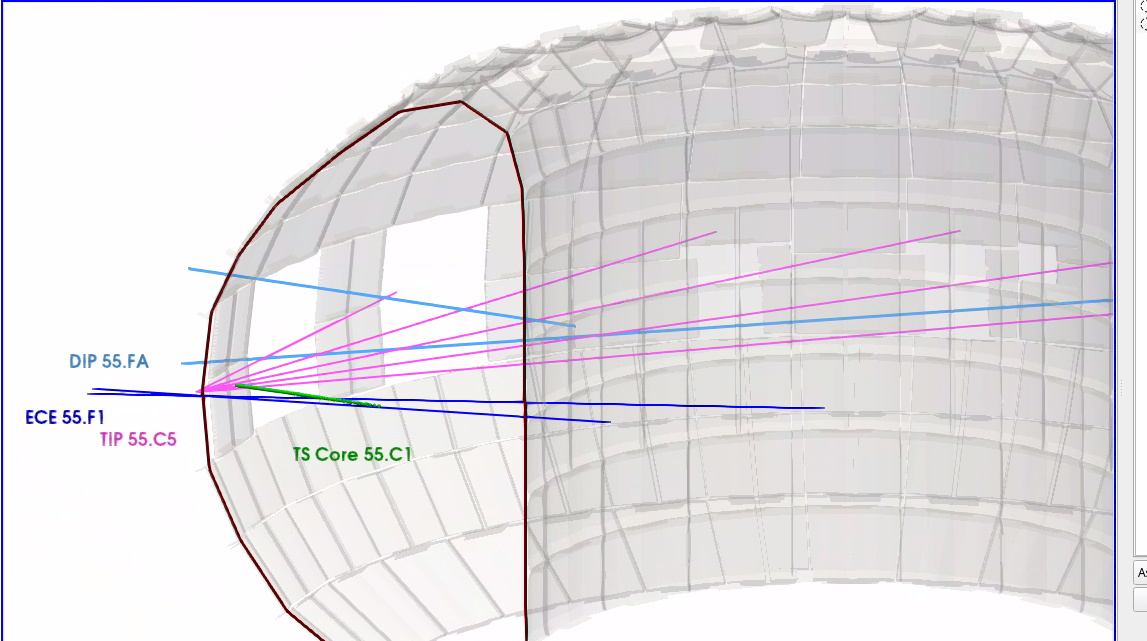 DIP 55.FA
ECE 55.F1
TIP 55.C5
TS Core 55.C1